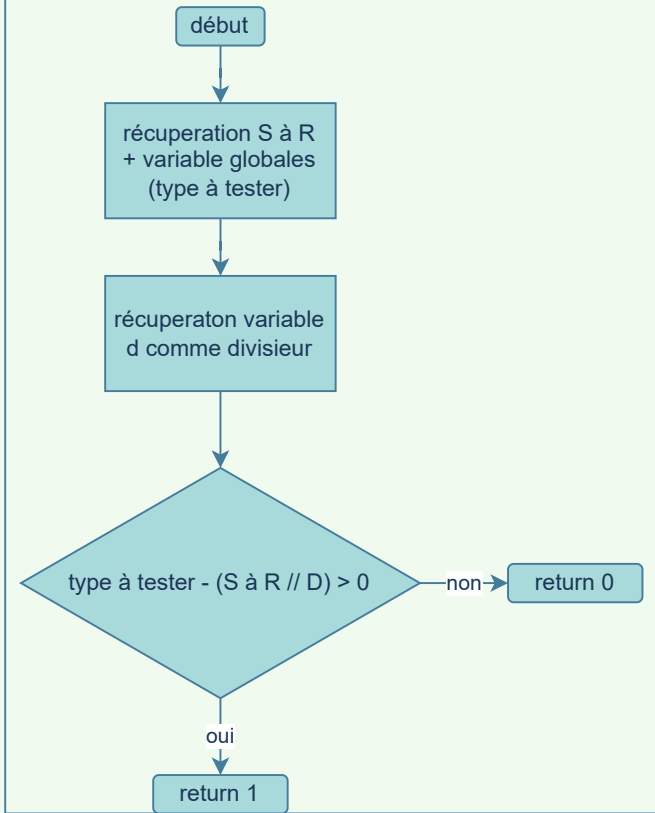 début
récuperation S à R
+ variable globales
(type à tester)
récuperaton variable
d comme divisieur
type à tester - (S à R // D) > 0
non
return 0
oui
return 1